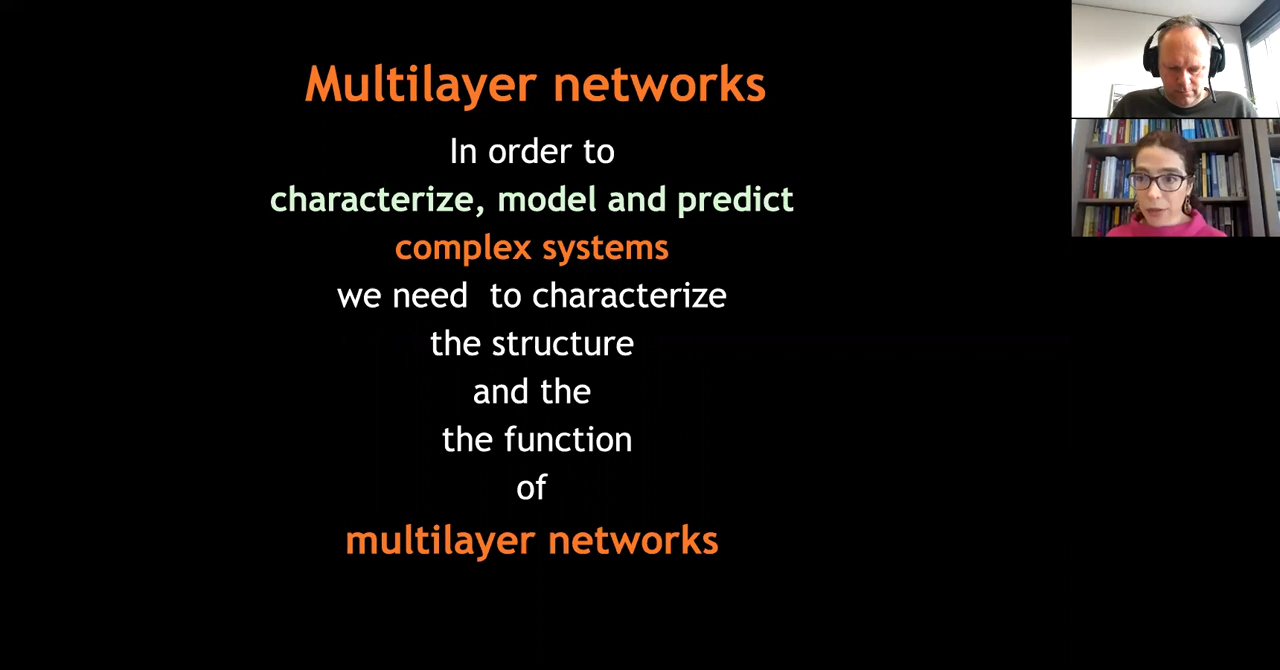 Multilayer networks
In order to
characterize, model and predict
complex systems
we need  to characterize
the structure
and the
the function
of
multilayer networks